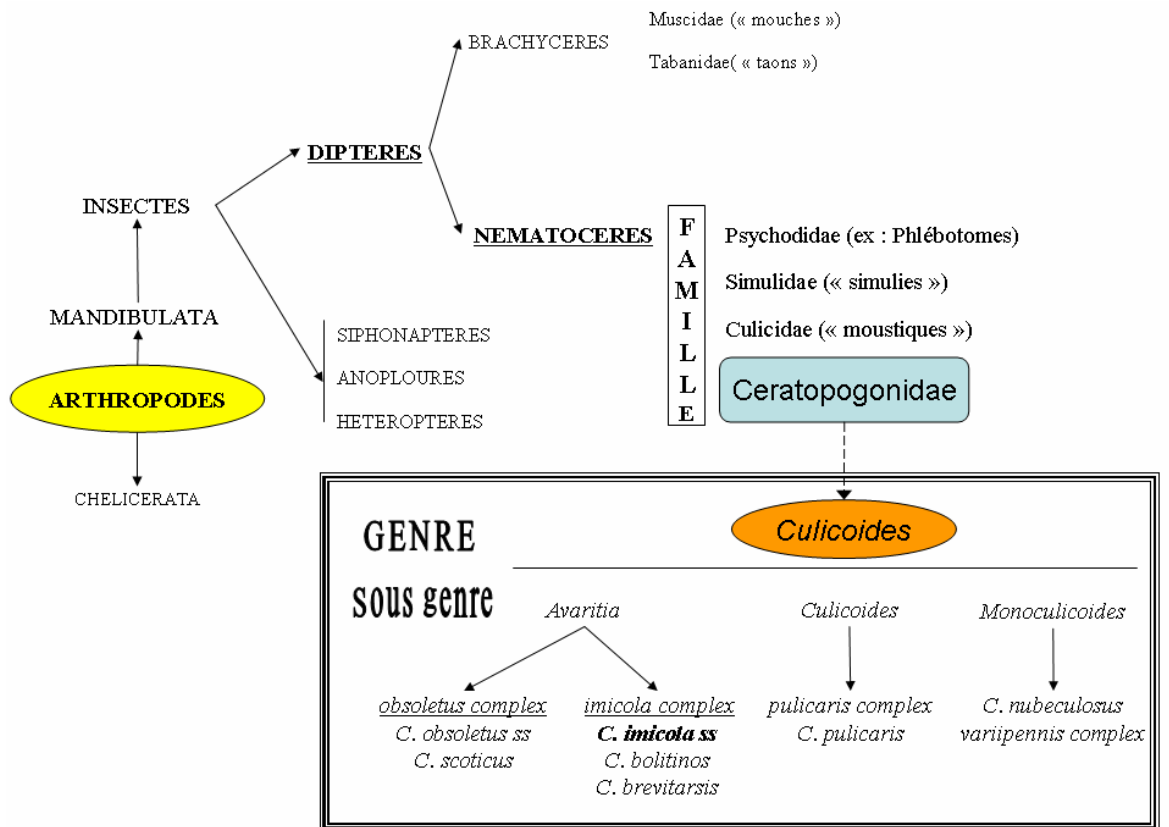 Muscidae (« mouches »)
BRACHYCERES
Tabanidae( « taons »)
DIPTERES
INSECTES
NEMATOCERES
FAMILLE
Psychodidae (ex : Phlébotomes)
Simulidae (« simulies »)
Culicidae (« moustiques »)
Ceratopogonidae
MANDIBULATA
SIPHONAPTERES
ANOPLOURES
HETEROPTERES
ARTHROPODES
CHELICERATA
GENRE
Culicoides
sous genre
Avaritia
Culicoides
Monoculicoides
obsoletus complex
C. obsoletus ss
C. scoticus
imicola complex
C. imicola ss
C. bolitinos
C. brevitarsis
pulicaris complex
C. pulicaris
C. nubeculosus
variipennis complex